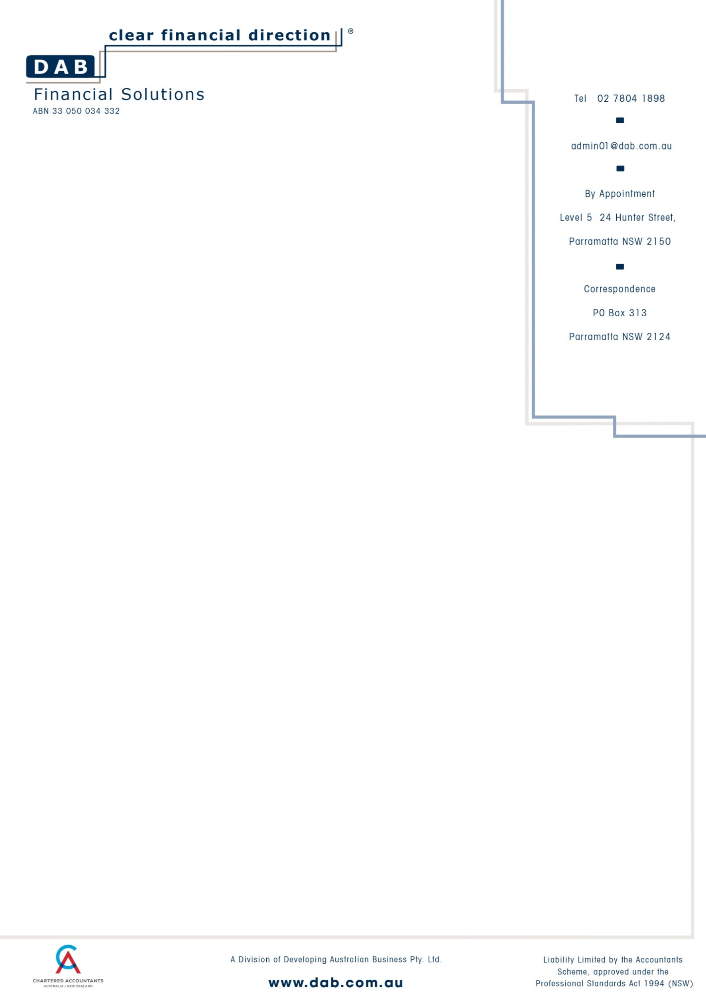 clear financial direction ®
DAB
Financial Solutions
ABN 33 050 034 332
Tel 02 7804 1898
admin01@dab.com.au
By Appointment
Level 5 24 Hunter Street,
Parramatta NSW 2150
Correspondence
PO Box 313
Parramatta NSW 2124
CHARTERED ACCOUNTANTS
AUSTRALIA + NEW ZEALAND
A Division of Developing Australian Business Pty. Ltd.
www.dab.com.au
Liability Limited by the Accountants
Scheme, approved under the
Professional Standards Act 1994 (NSW)